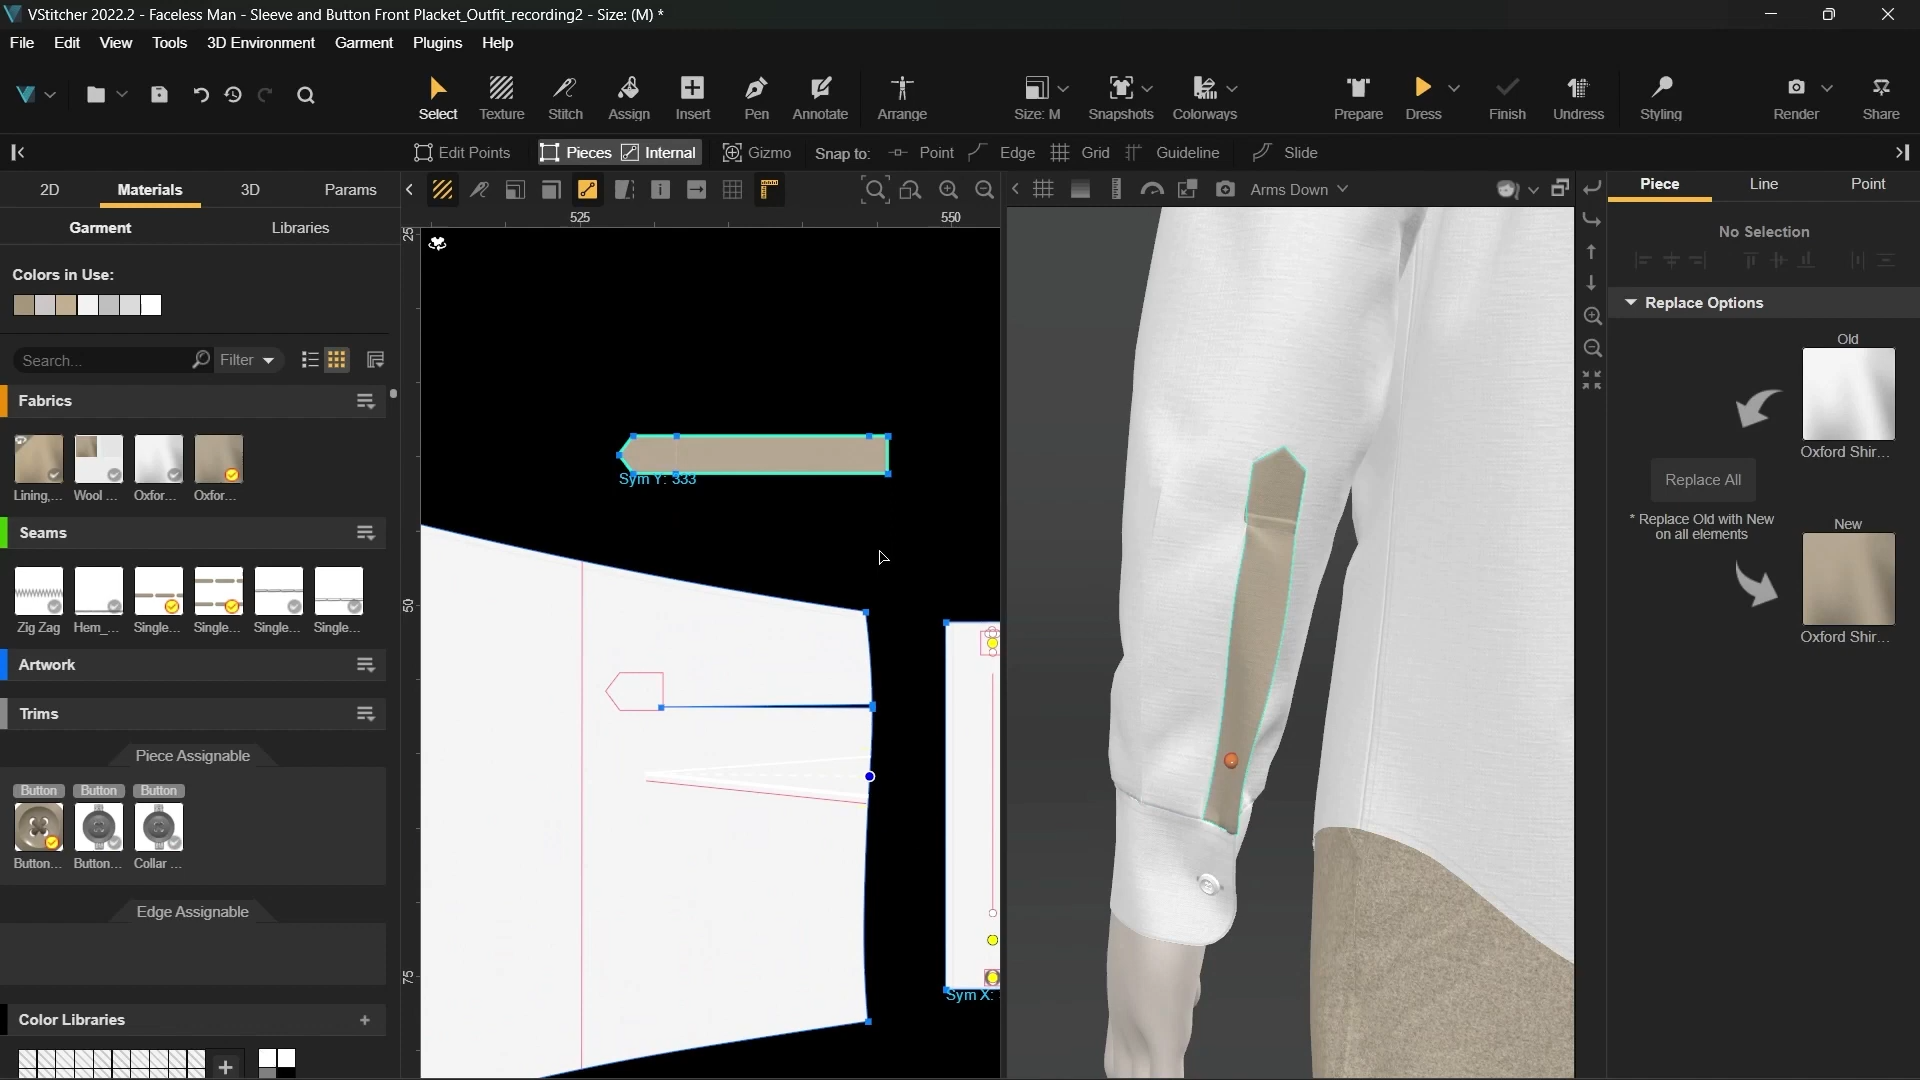 VStitcher 2022.2 - Faceless Man - Sleeve and Button Front Placket_Outfit_recording2 - Size: (M) *
File Edit View Tools 3D Environment Garment Plugins Help
Select Texture Stitch Assign Insert Pen Annotate Arrange Size: M Snapshots Colorways Prepare Dress Finish Undress Styling Render Share
Edit Points Pieces Internal Gizmo Snap to: Point Edge Grid Guideline Slide
2D Materials 3D Params
Arms Down
Piece Line Point
525 550
25
50
75
Garment Libraries
Colors in Use:
Search... Filter
Fabrics
Lining,... Wool ... Oxfor... Oxfor...
Seams
Zig Zag Hem_... Single... Single... Single... Single...
Artwork
Trims
Piece Assignable
Button Button Button
Button... Button... Collar ...
Edge Assignable
Color Libraries
Sym Y: 333
Sym X:
No Selection
Replace Options
Old
Oxford Shir...
Replace All
* Replace Old with New
on all elements
New
Oxford Shir...